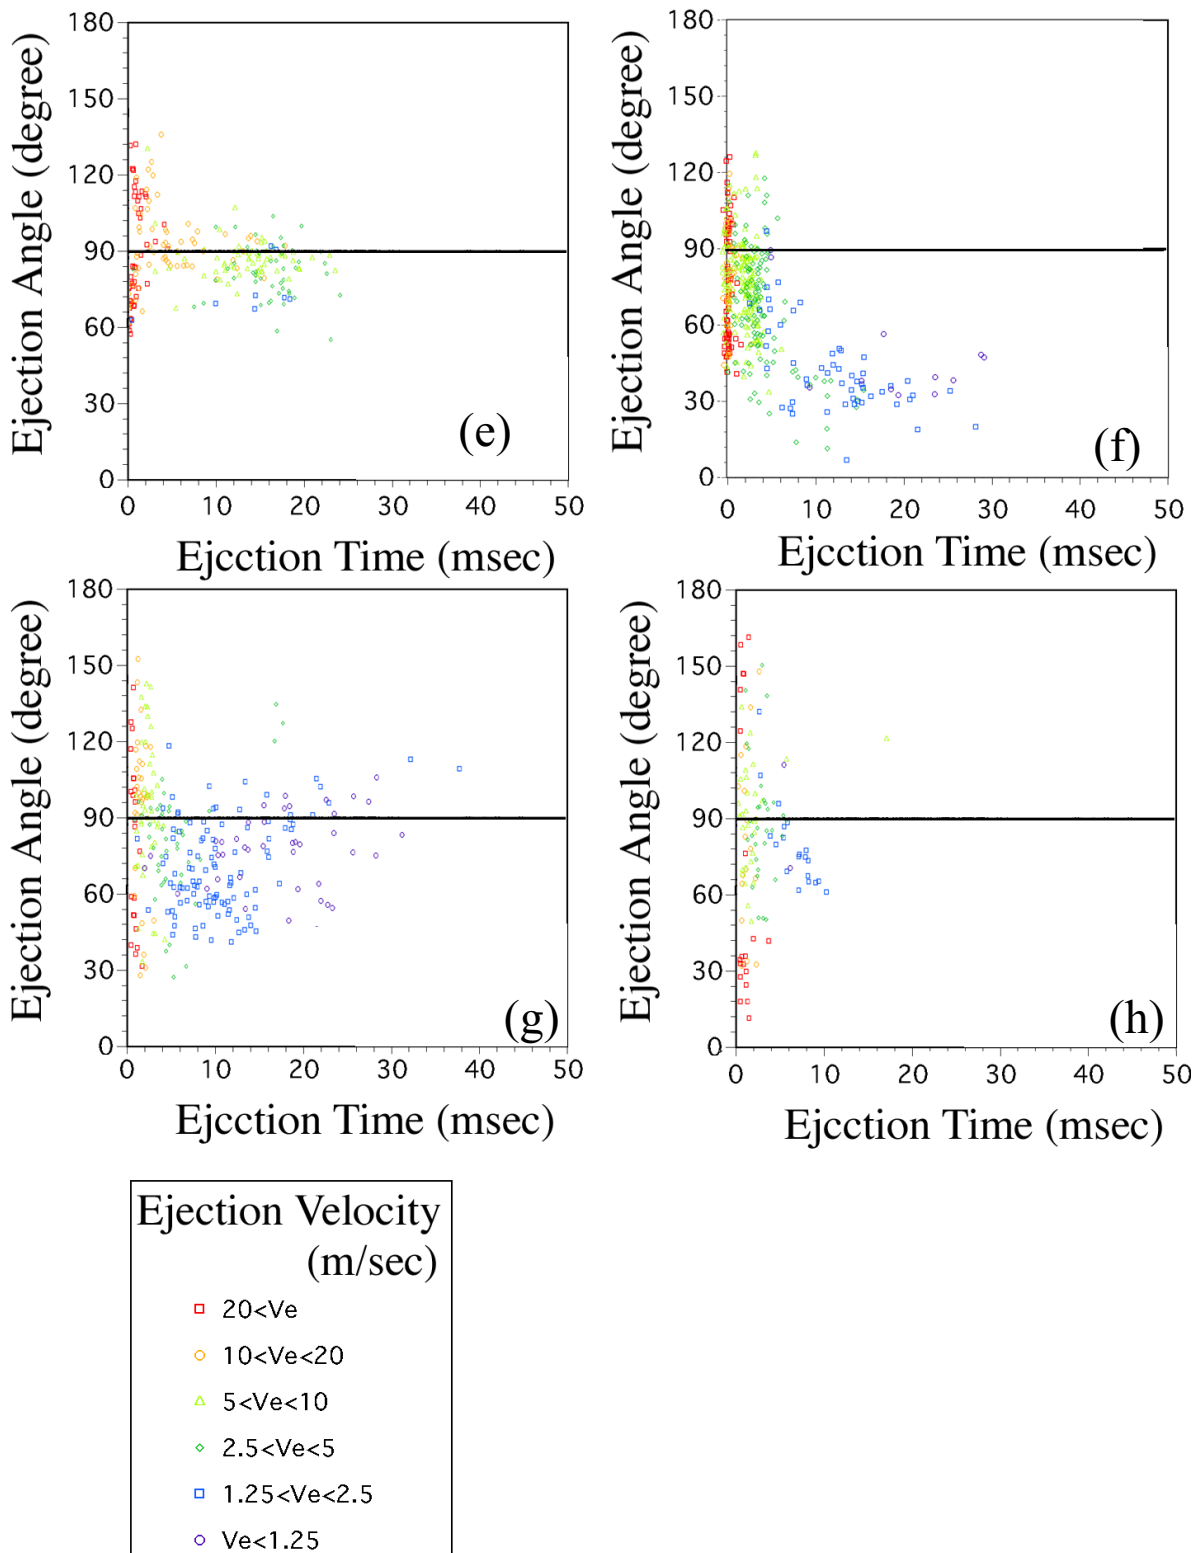 180
150
120
90
60
30
0
0 10 20 30 40 50
Ejection Angle (degree)
Ejcction Time (msec)
(e)
180
150
120
90
60
30
0
0 10 20 30 40 50
Ejection Angle (degree)
Ejcction Time (msec)
(f)
180
150
120
90
60
30
0
0 10 20 30 40 50
Ejection Angle (degree)
Ejcction Time (msec)
(g)
180
150
120
90
60
30
0
0 10 20 30 40 50
Ejection Angle (degree)
Ejcction Time (msec)
(h)
Ejection Velocity
(m/sec)
20<Ve
10<Ve<20
5<Ve<10
2.5<Ve<5
1.25<Ve<2.5
Ve<1.25